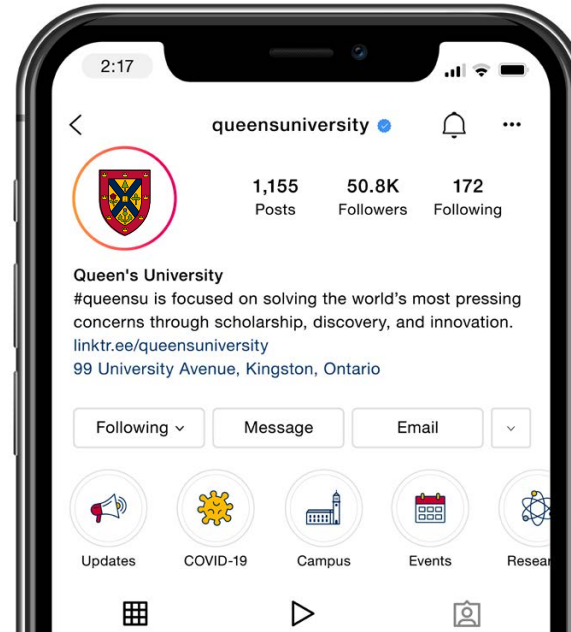 2:17
queensuniversity
1,155 50.8K 172
Posts Followers Following
Queen's University
#queensu is focused on solving the world's most pressing
concerns through scholarship, discovery, and innovation.
linktr.ee/queensuniversity
99 University Avenue, Kingston, Ontario
Following Message Email
Updates COVID-19 Campus Events Resear